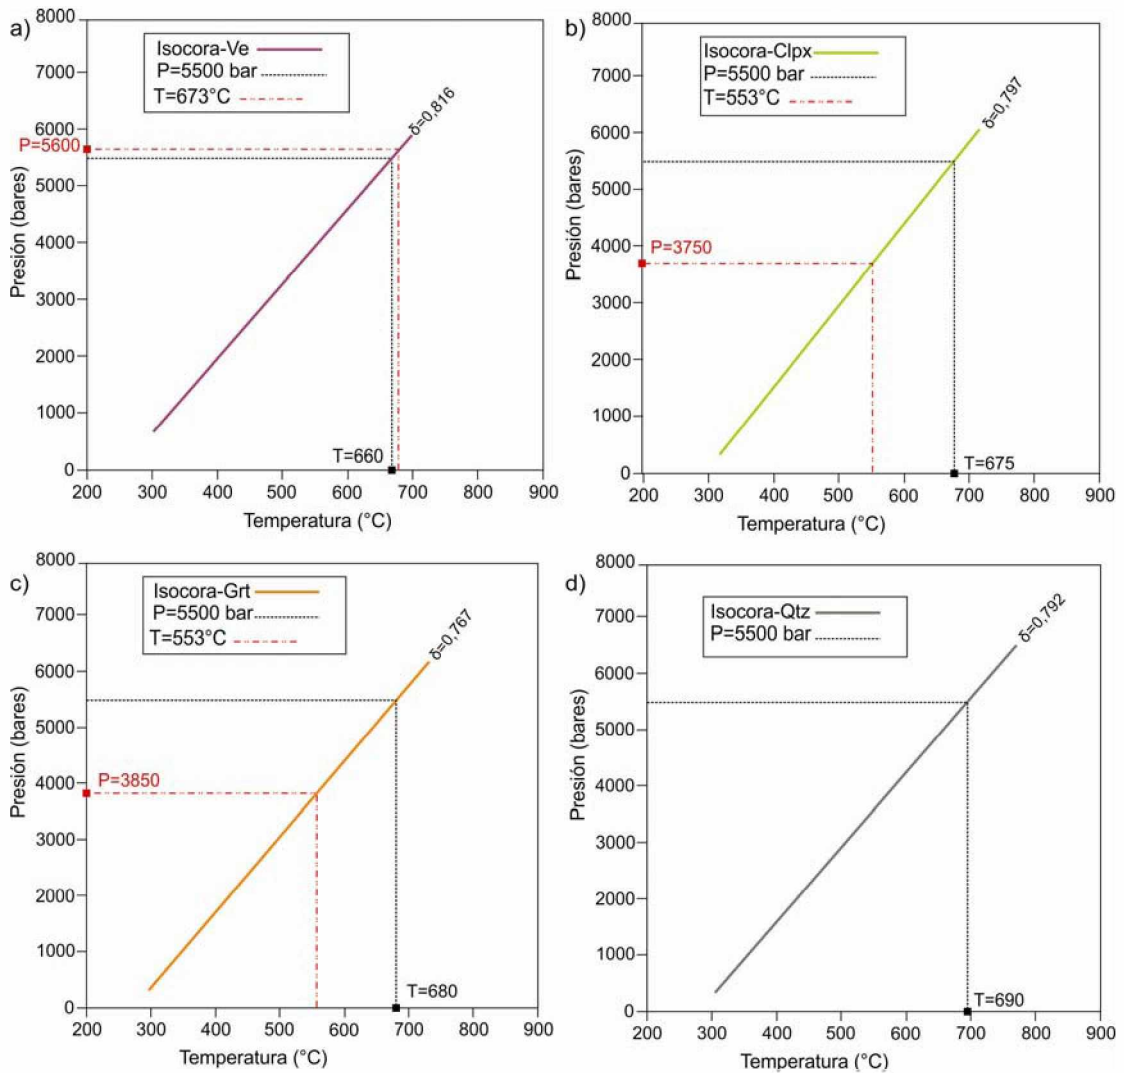 a)
8000
7000
6000
5000
4000
3000
2000
1000
0
Presión (bares)
Isocora-Ve
P=5500 bar
T=673°C
δ=0,816
P=5600
T=660
200 300 400 500 600 700 800 900
Temperatura (°C)
b)
8000
7000
6000
5000
4000
3000
2000
1000
0
Presión (bares)
Isocora-Clpx
P=5500 bar
T=553°C
δ=0,797
P=3750
T=675
200 300 400 500 600 700 800 900
Temperatura (°C)
c)
8000
7000
6000
5000
4000
3000
2000
1000
0
Presión (bares)
Isocora-Grt
P=5500 bar
T=553°C
δ=0,767
P=3850
T=680
200 300 400 500 600 700 800 900
Temperatura (°C)
d)
8000
7000
6000
5000
4000
3000
2000
1000
0
Presión (bares)
Isocora-Qtz
P=5500 bar
δ=0,792
T=690
200 300 400 500 600 700 800 900
Temperatura (°C)